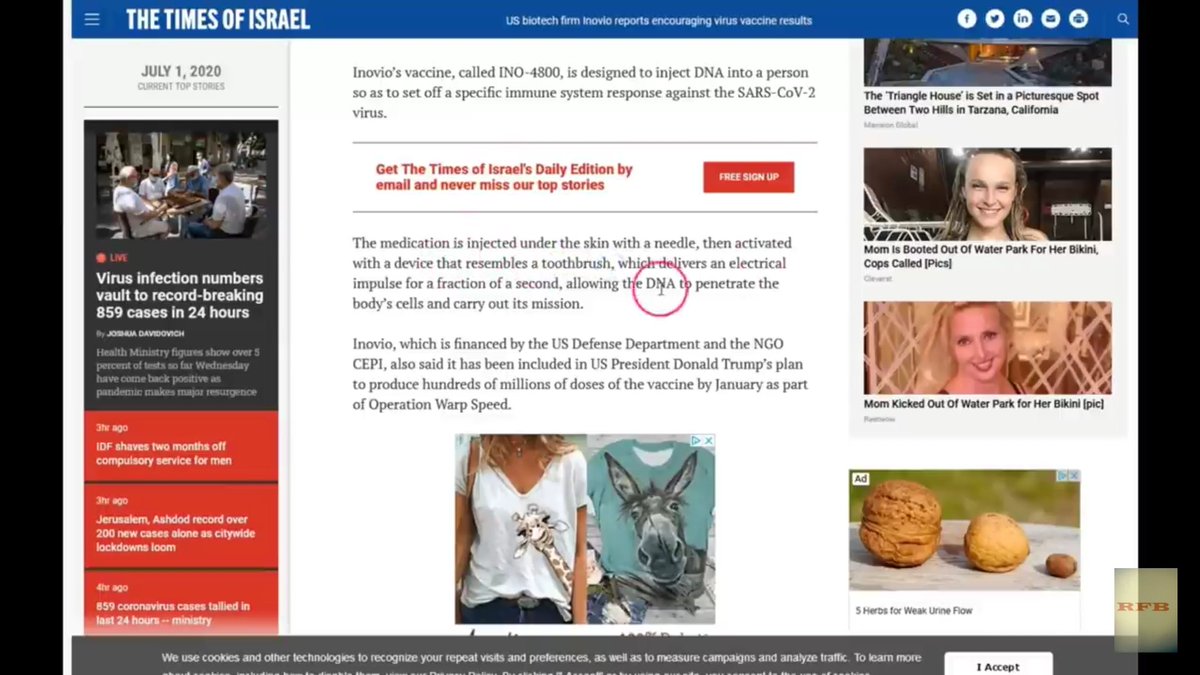 THE TIMES OF ISRAEL
US biotech firm Inovio reports encouraging virus vaccine results
JULY 1, 2020
CURRENT TOP STORIES
LIVE
Virus infection numbers
vault to record-breaking
859 cases in 24 hours
By JOSHUA DAVIDOVICH
Health Ministry figures show over 5
percent of tests so far Wednesday
have come back positive as
pandemic makes major resurgence
3hr ago
IDF shaves two months off
compulsory service for men
3hr ago
Jerusalem, Ashdod record over
200 new cases alone as citywide
lockdowns loom
4hr ago
859 coronavirus cases tallied in
last 24 hours -- ministry
Inovio's vaccine, called INO-4800, is designed to inject DNA into a person
so as to set off a specific immune system response against the SARS-CoV-2
virus.
Get The Times of Israel's Daily Edition by
email and never miss our top stories
FREE SIGN UP
The medication is injected under the skin with a needle, then activated
with a device that resembles a toothbrush, which delivers an electrical
impulse for a fraction of a second, allowing the DNA to penetrate the
body's cells and carry out its mission.
Inovio, which is financed by the US Defense Department and the NGO
CEPI, also said it has been included in US President Donald Trump's plan
to produce hundreds of millions of doses of the vaccine by January as part
of Operation Warp Speed.
The 'Triangle House' is Set in a Picturesque Spot
Between Two Hills in Tarzana, California
Mansion Global
Mom Is Booted Out Of Water Park For Her Bikini,
Cops Called [Pics]
Cleverst
Mom Kicked Out Of Water Park for Her Bikini [pic]
Ad
5 Herbs for Weak Urine Flow
RFB
We use cookies and other technologies to recognize your repeat visits and preferences, as well as to measure campaigns and analyze traffic. To learn more
I Accept